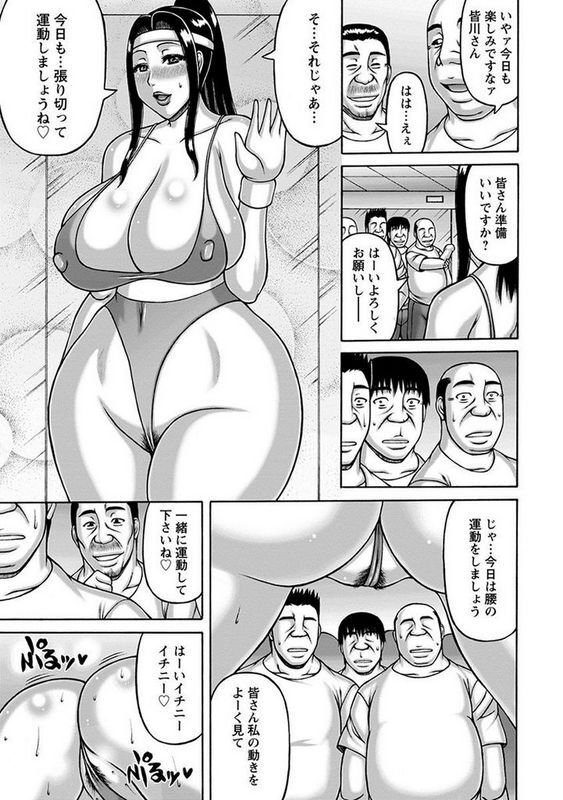 いやァ今日も
楽しみですなァ
皆川さん
はは…えぇ
皆さん準備
いいですか？
はーいよろしく
お願いし――
そ…それじゃあ…
今日も…張り切って
運動しましょうね♡
じゃ…今日は腰の
運動をしましょう
皆さん私の動きを
よーく見て
一緒に運動して
下さいね♡
はーいイチニー
イチニー♡
ぷるッ♡
ぷるッ♡